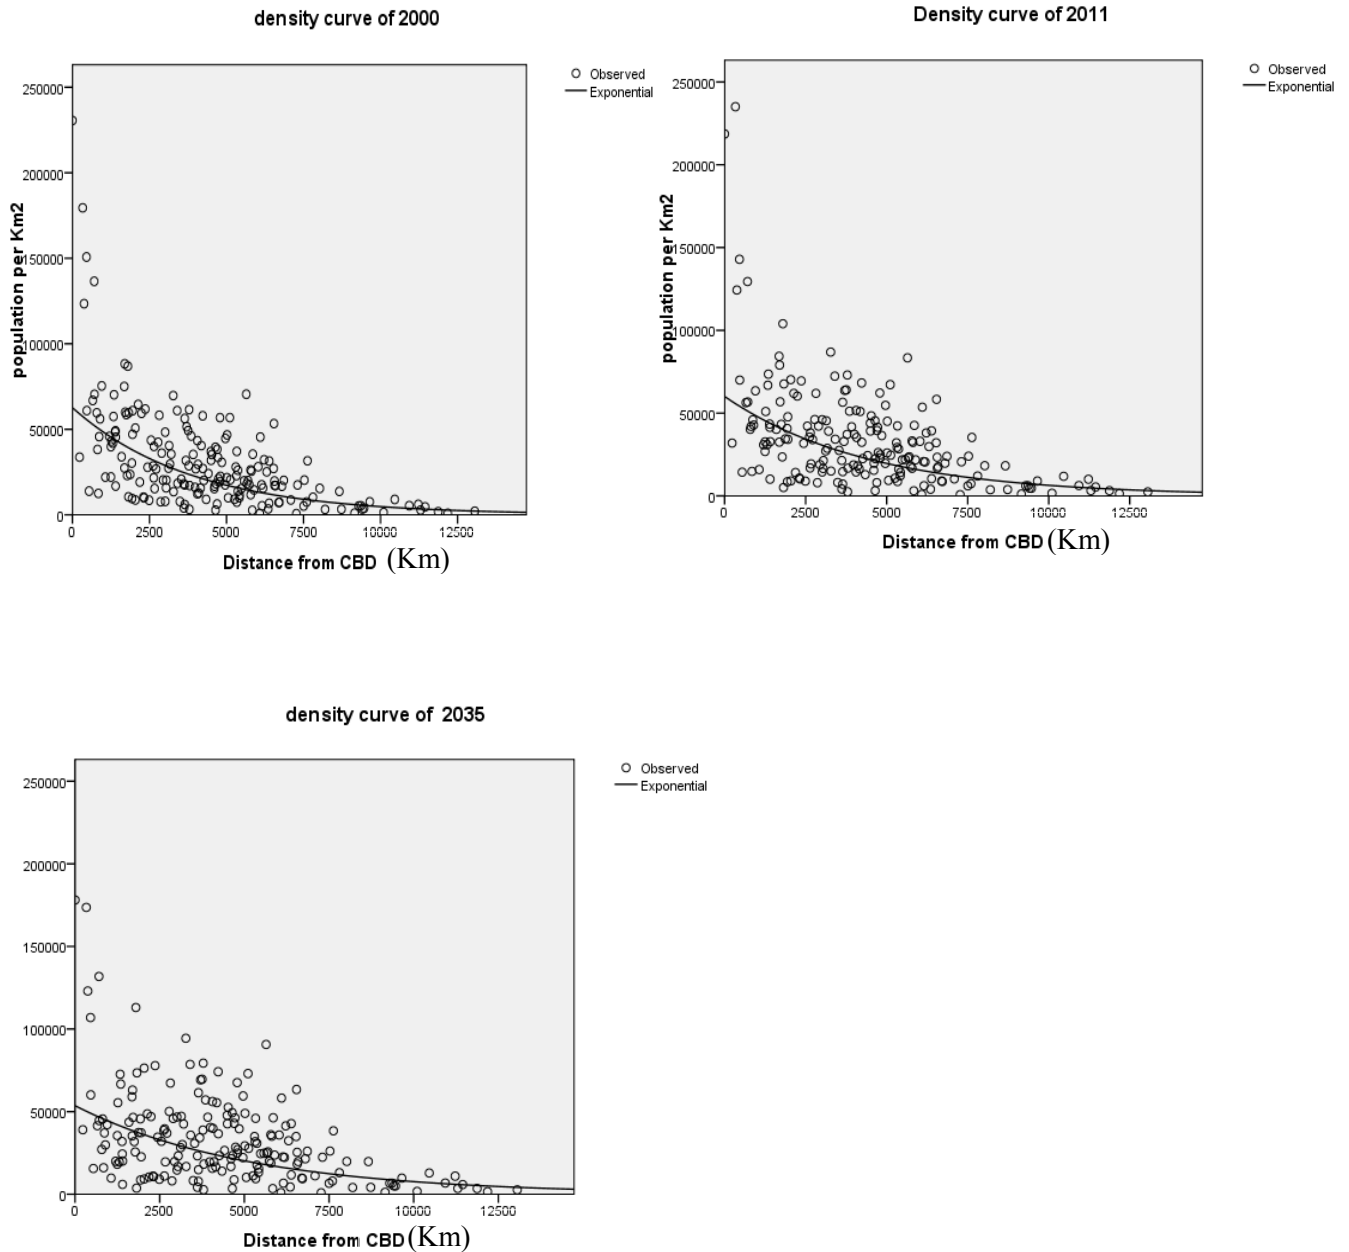 density curve of 2000
Observed
Exponential
250000
200000
150000
100000
50000
0
population per Km2
0 2500 5000 7500 10000 12500
Distance from CBD (Km)
Density curve of 2011
Observed
Exponential
250000
200000
150000
100000
50000
0
population per Km2
0 2500 5000 7500 10000 12500
Distance from CBD (Km)
density curve of 2035
Observed
Exponential
250000
200000
150000
100000
50000
0
0 2500 5000 7500 10000 12500
Distance from CBD (Km)